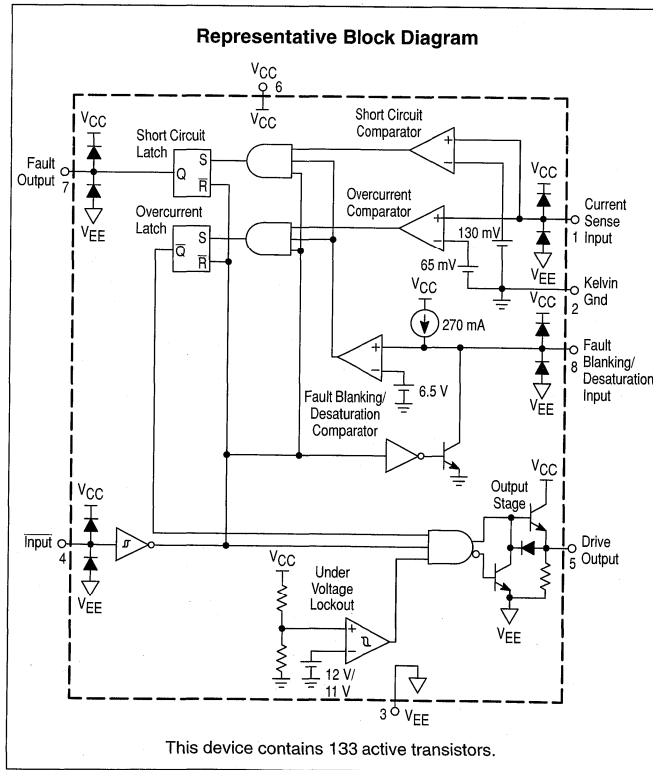 Representative Block Diagram
VCC
6
VCC
VCC
Short Circuit
Latch
Short Circuit
Comparator
VCC
Fault
Output
7
S
Q
R̅
VEE
Overcurrent
Latch
Overcurrent
Comparator
130 mV
Current
Sense
Input
1
S
Q̅
R̅
65 mV
VEE
Kelvin
Gnd
2
VCC
VCC
270 mA
Fault
Blanking/
Desaturation
Input
8
6.5 V
VEE
Fault Blanking/
Desaturation
Comparator
VCC
Output
Stage
VCC
I̅n̅p̅u̅t̅
4
VEE
Drive
Output
5
VCC
Under
Voltage
Lockout
VEE
12 V/
11 V
3
VEE
This device contains 133 active transistors.